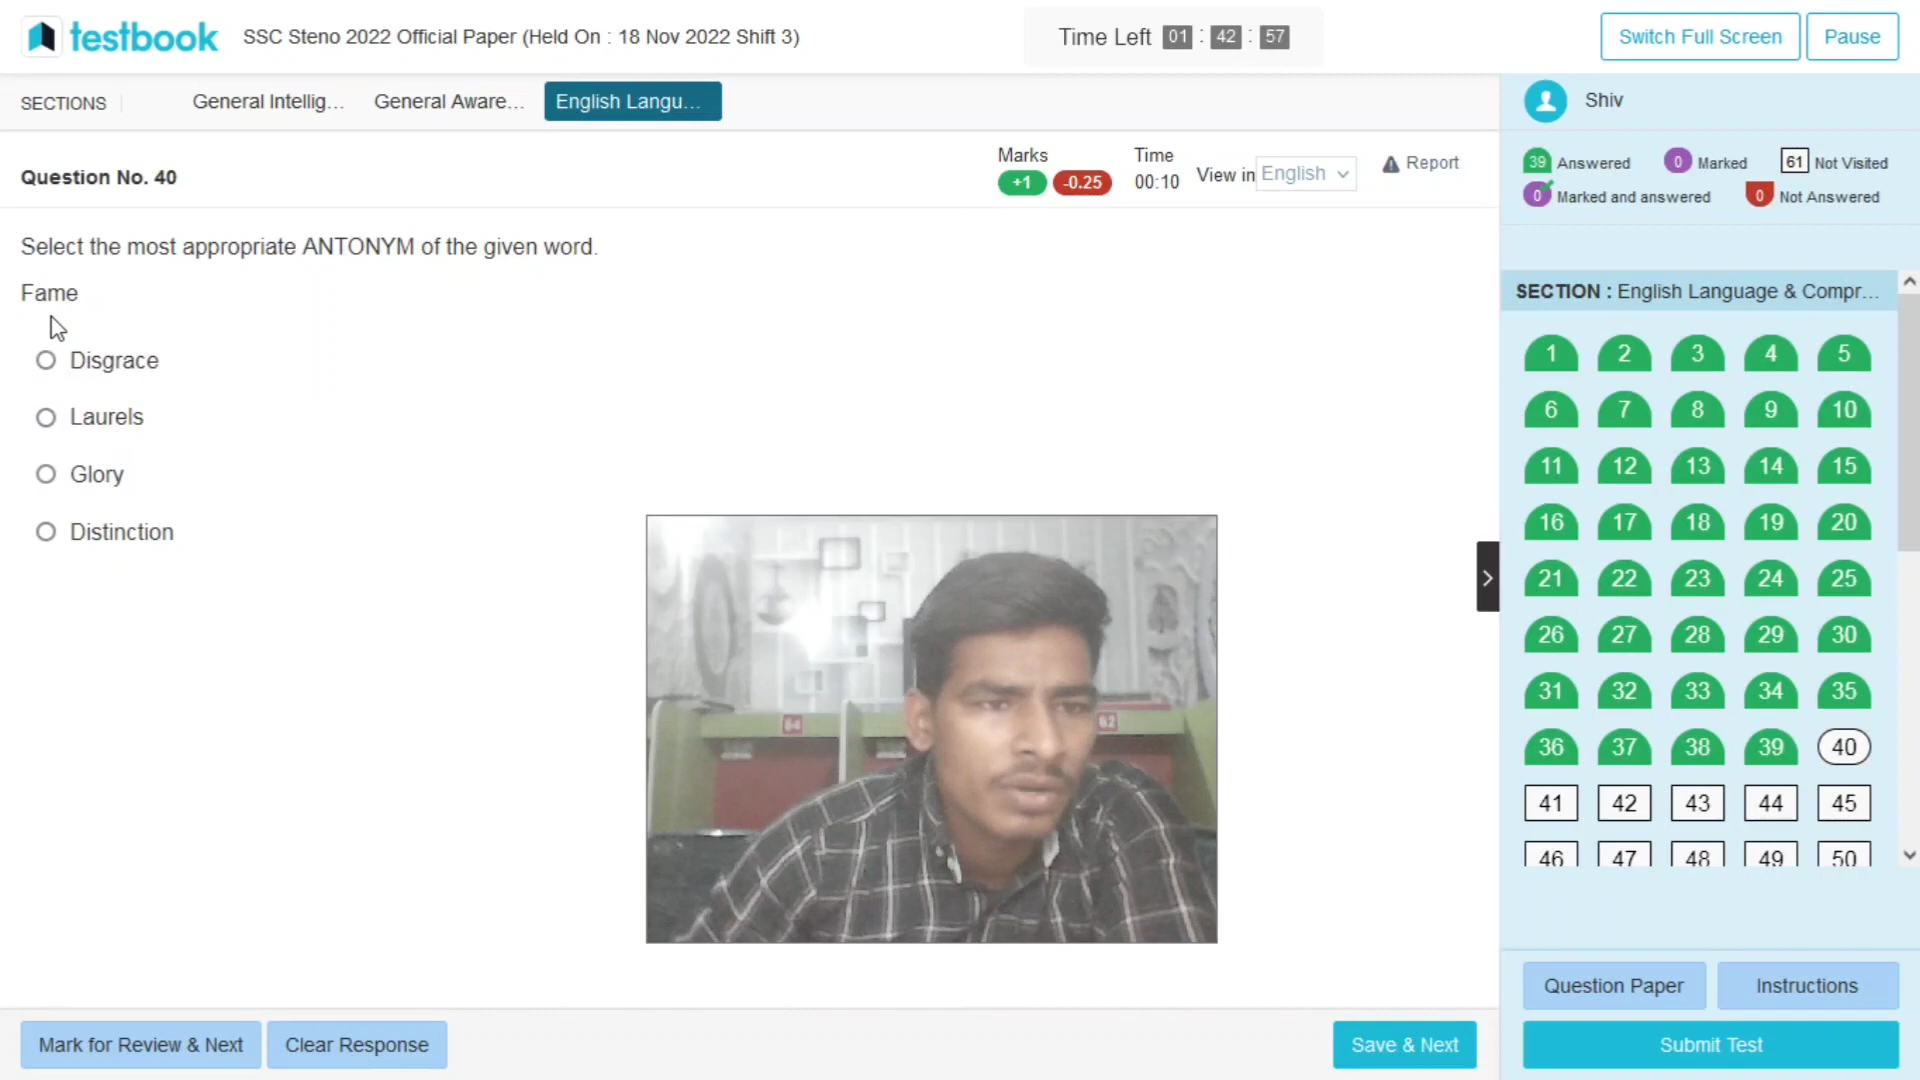 testbook SSC Steno 2022 Official Paper (Held On : 18 Nov 2022 Shift 3) Time Left 01 : 42 : 57 Switch Full Screen Pause
SECTIONS General Intellig... General Aware... English Langu...
Shiv
Question No. 40
Marks
+1 -0.25
Time
00:10
View in English
Report
39 Answered 0 Marked 61 Not Visited
0 Marked and answered 0 Not Answered
Select the most appropriate ANTONYM of the given word.
Fame
Disgrace
Laurels
Glory
Distinction
64
62
SECTION : English Language & Compr...
1 2 3 4 5
6 7 8 9 10
11 12 13 14 15
16 17 18 19 20
21 22 23 24 25
26 27 28 29 30
31 32 33 34 35
36 37 38 39 40
41 42 43 44 45
46 47 48 49 50
Question Paper Instructions
Mark for Review & Next Clear Response Save & Next Submit Test